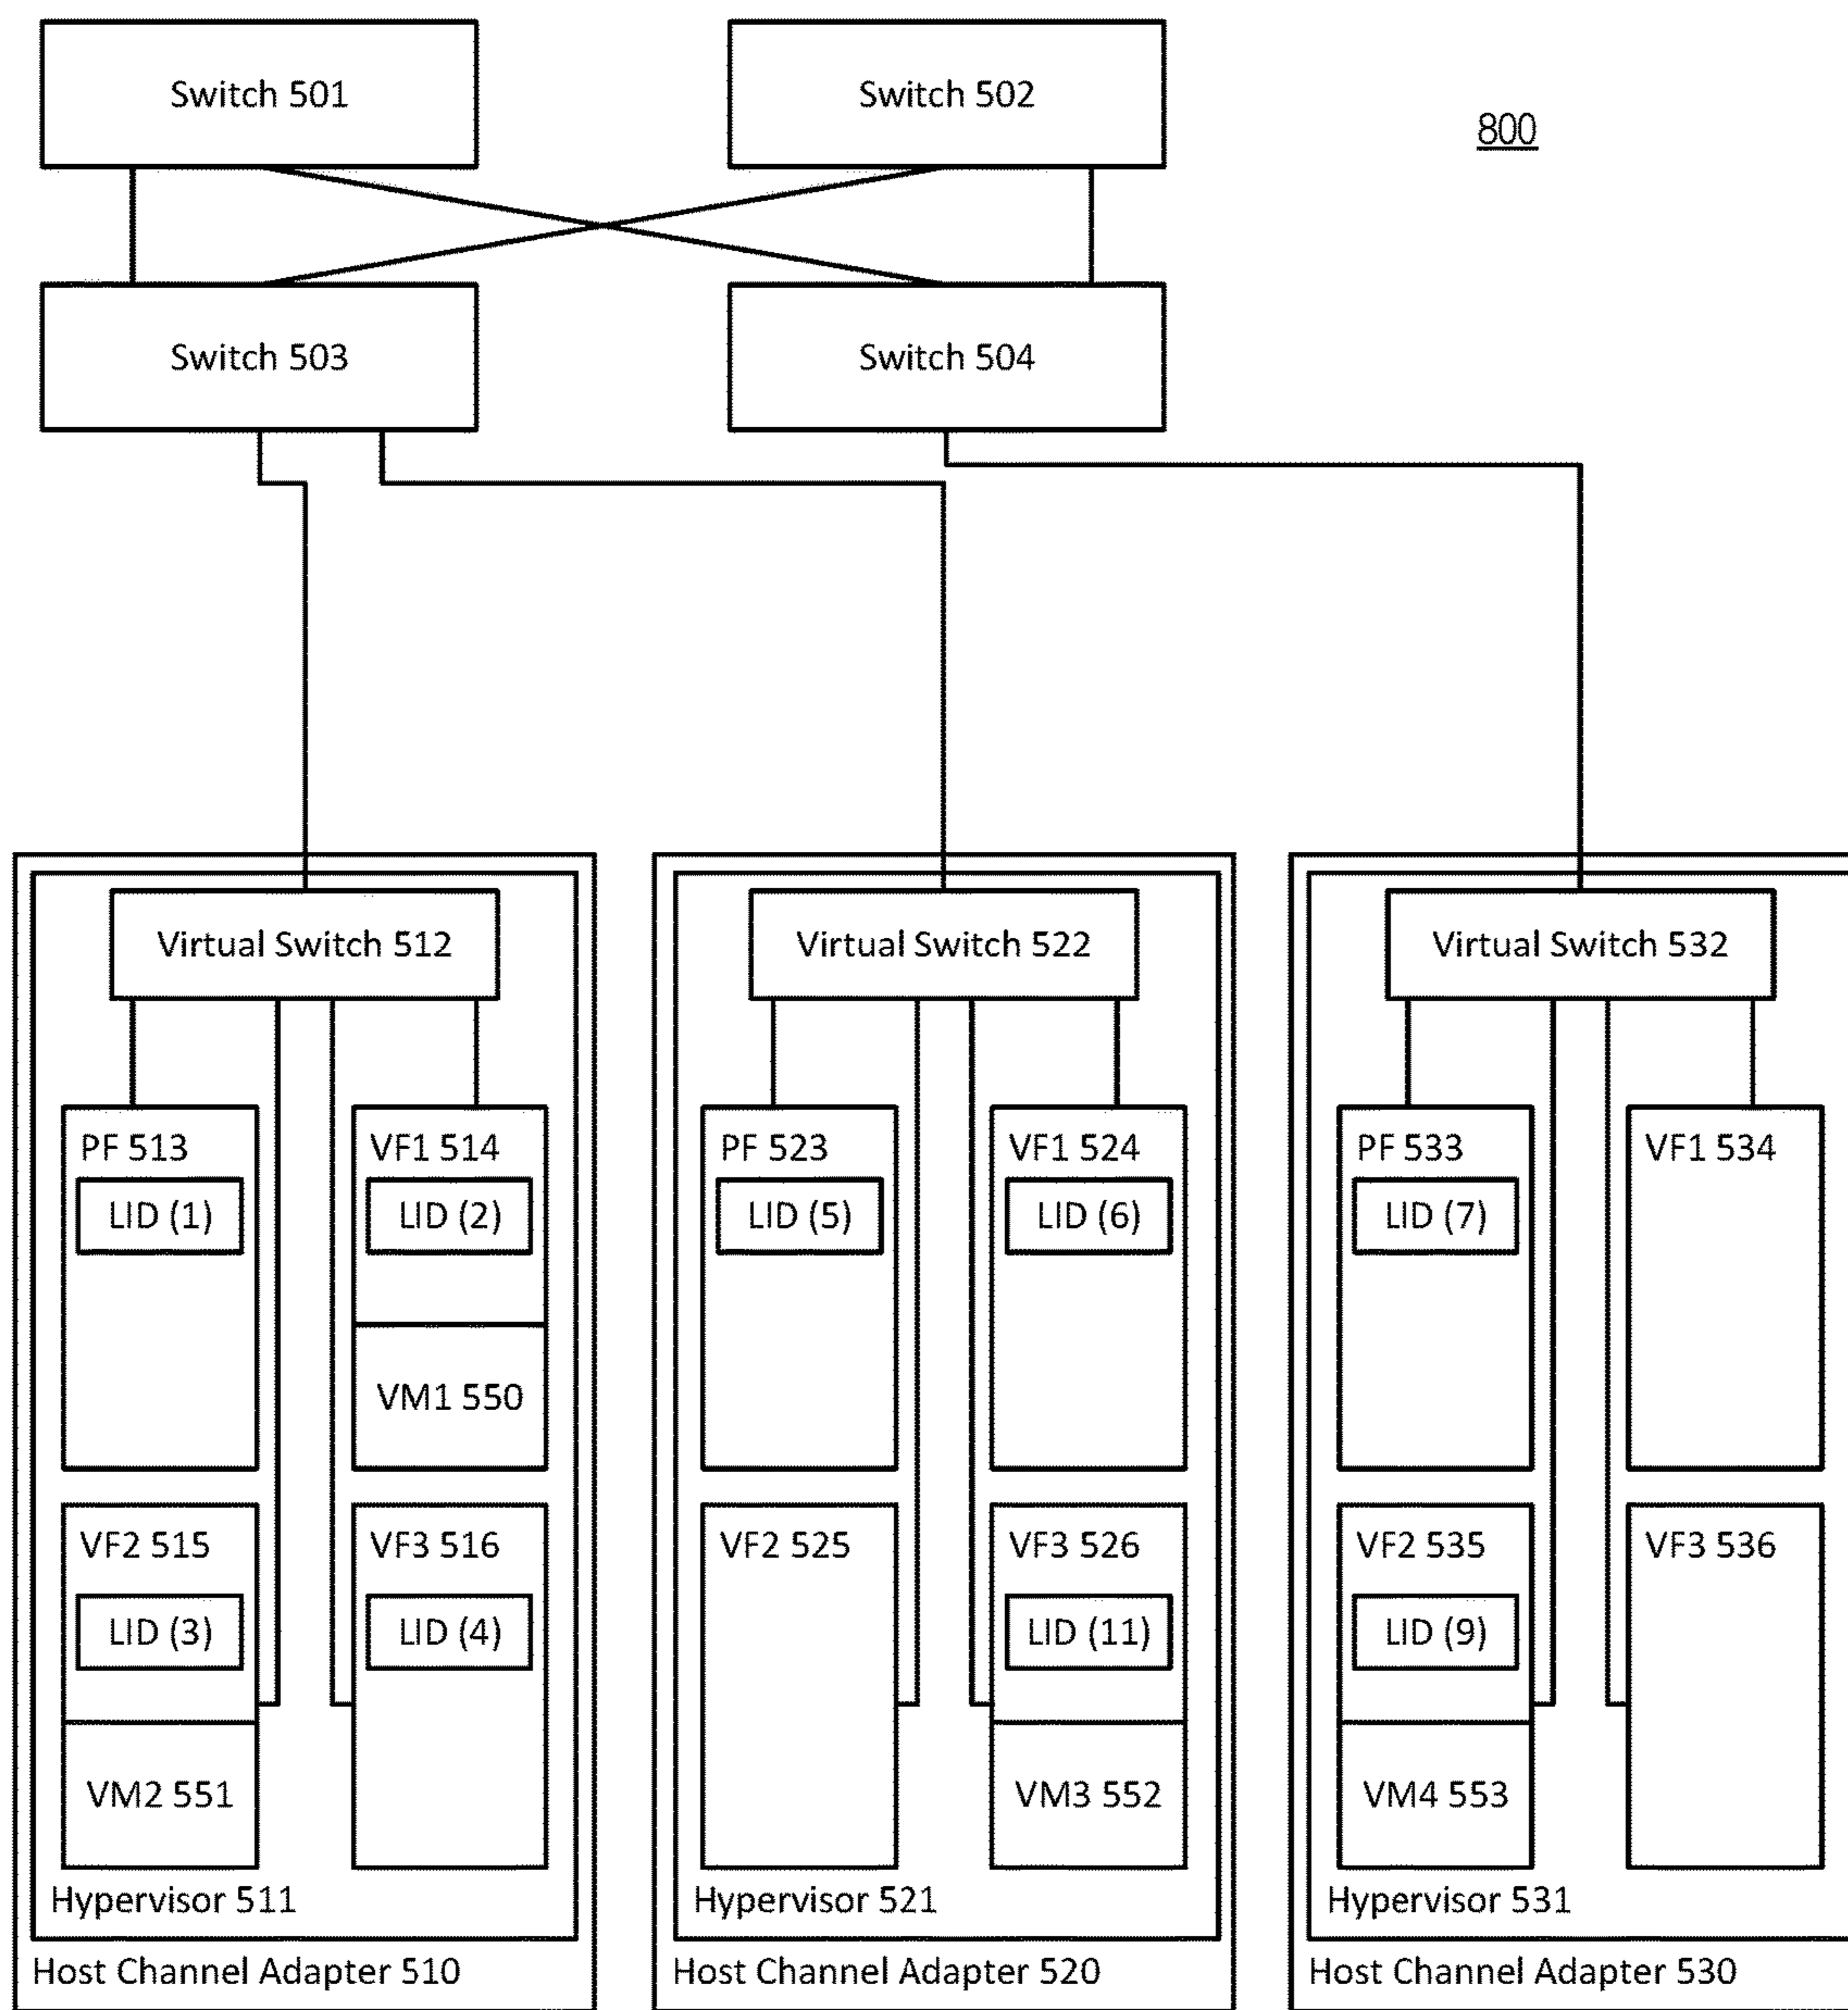 Switch 501
Switch 502
800
Switch 503
Switch 504
Virtual Switch 512
Virtual Switch 522
Virtual Switch 532
PF 513
LID (1)
VF1 514
LID (2)
VM1 550
PF 523
LID (5)
VF1 524
LID (6)
PF 533
LID (7)
VF1 534
VF2 515
LID (3)
VM2 551
VF3 516
LID (4)
VF2 525
VF3 526
LID (11)
VM3 552
VF2 535
LID (9)
VM4 553
VF3 536
Hypervisor 511
Hypervisor 521
Hypervisor 531
Host Channel Adapter 510
Host Channel Adapter 520
Host Channel Adapter 530